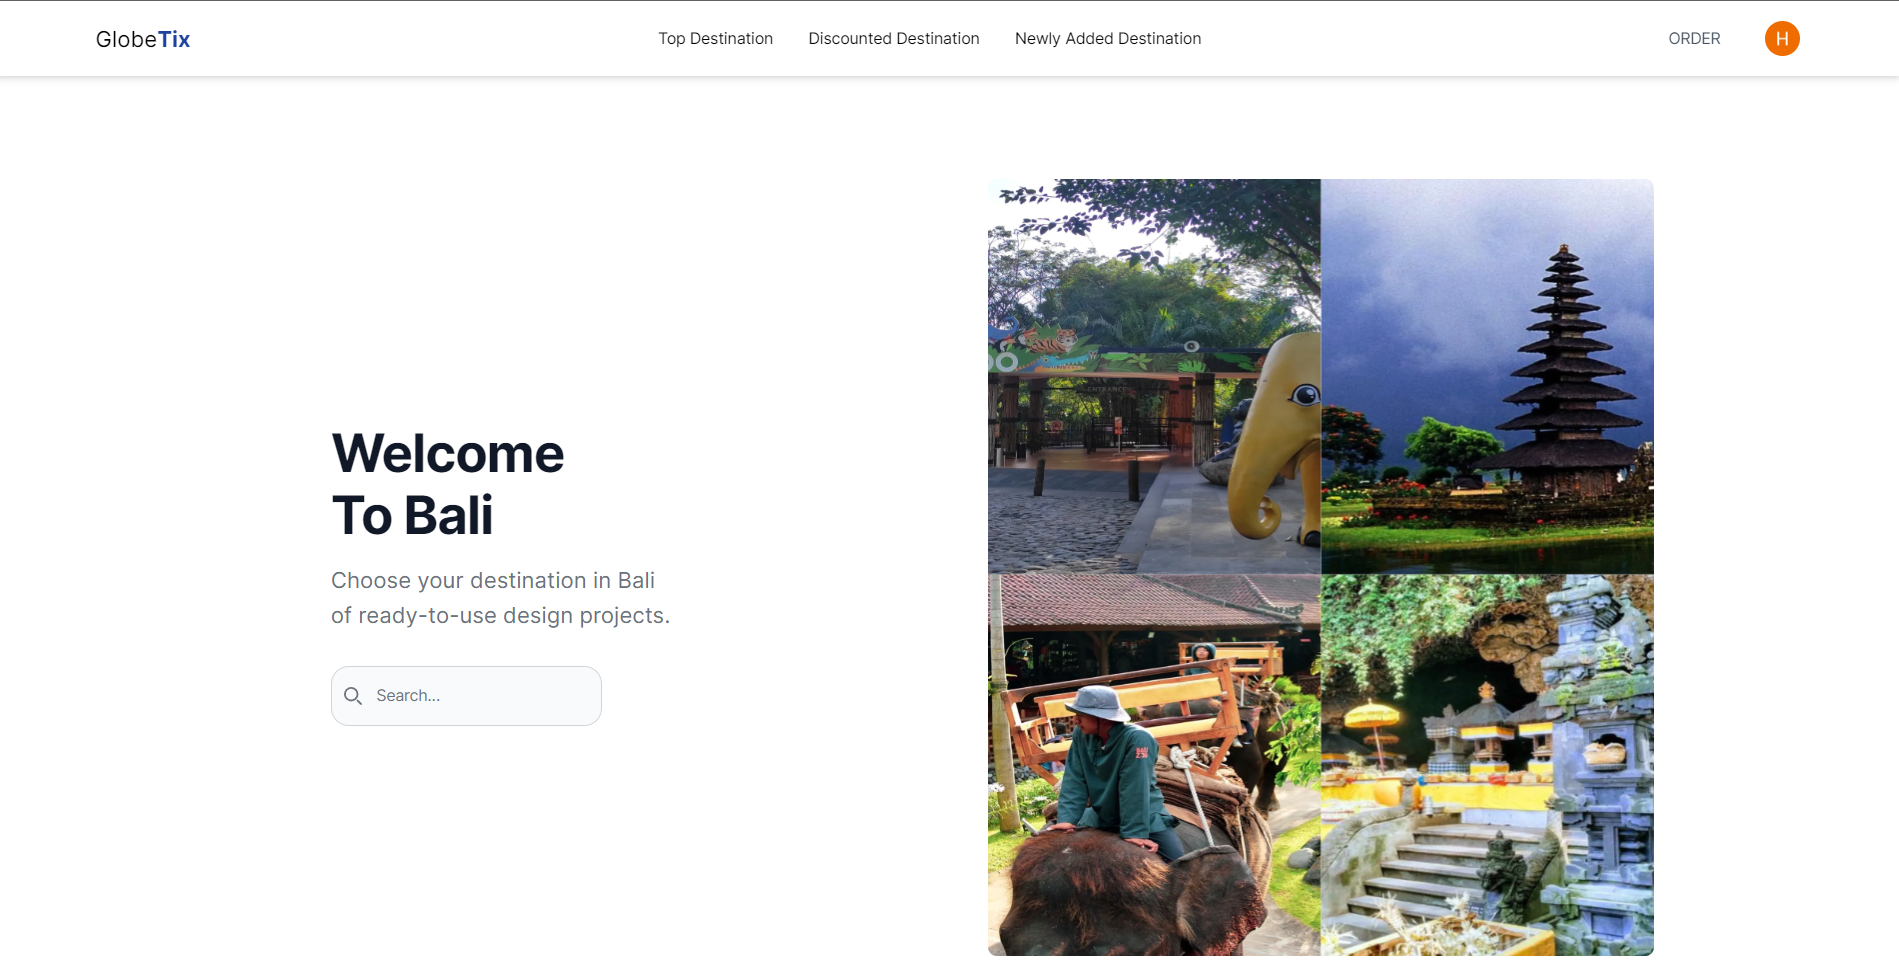 GlobeTix
Top Destination
Discounted Destination
Newly Added Destination
ORDER
H
ENTRANCE
Welcome
To Bali
Choose your destination in Bali
of ready-to-use design projects.
Search...